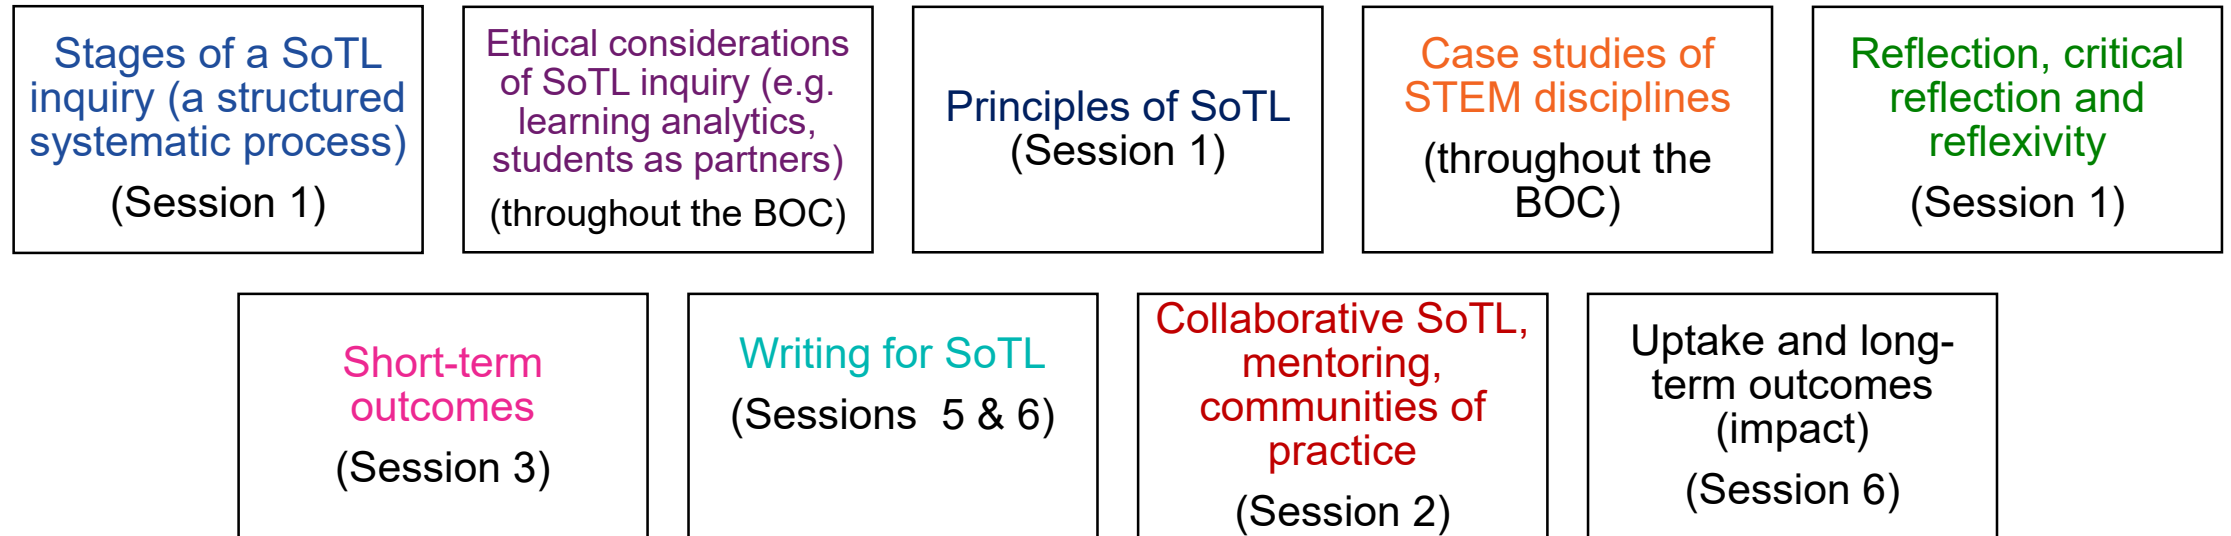 Stages of a SoTL
inquiry (a structured
systematic process)
(Session 1)
Ethical considerations
of SoTL inquiry (e.g.
learning analytics,
students as partners)
(throughout the BOC)
Principles of SoTL
(Session 1)
Case studies of
STEM disciplines
(throughout the
BOC)
Reflection, critical
reflection and
reflexivity
(Session 1)
Short-term
outcomes
(Session 3)
Writing for SoTL
(Sessions  5 & 6)
Collaborative SoTL,
mentoring,
communities of
practice
(Session 2)
Uptake and long-
term outcomes
(impact)
(Session 6)